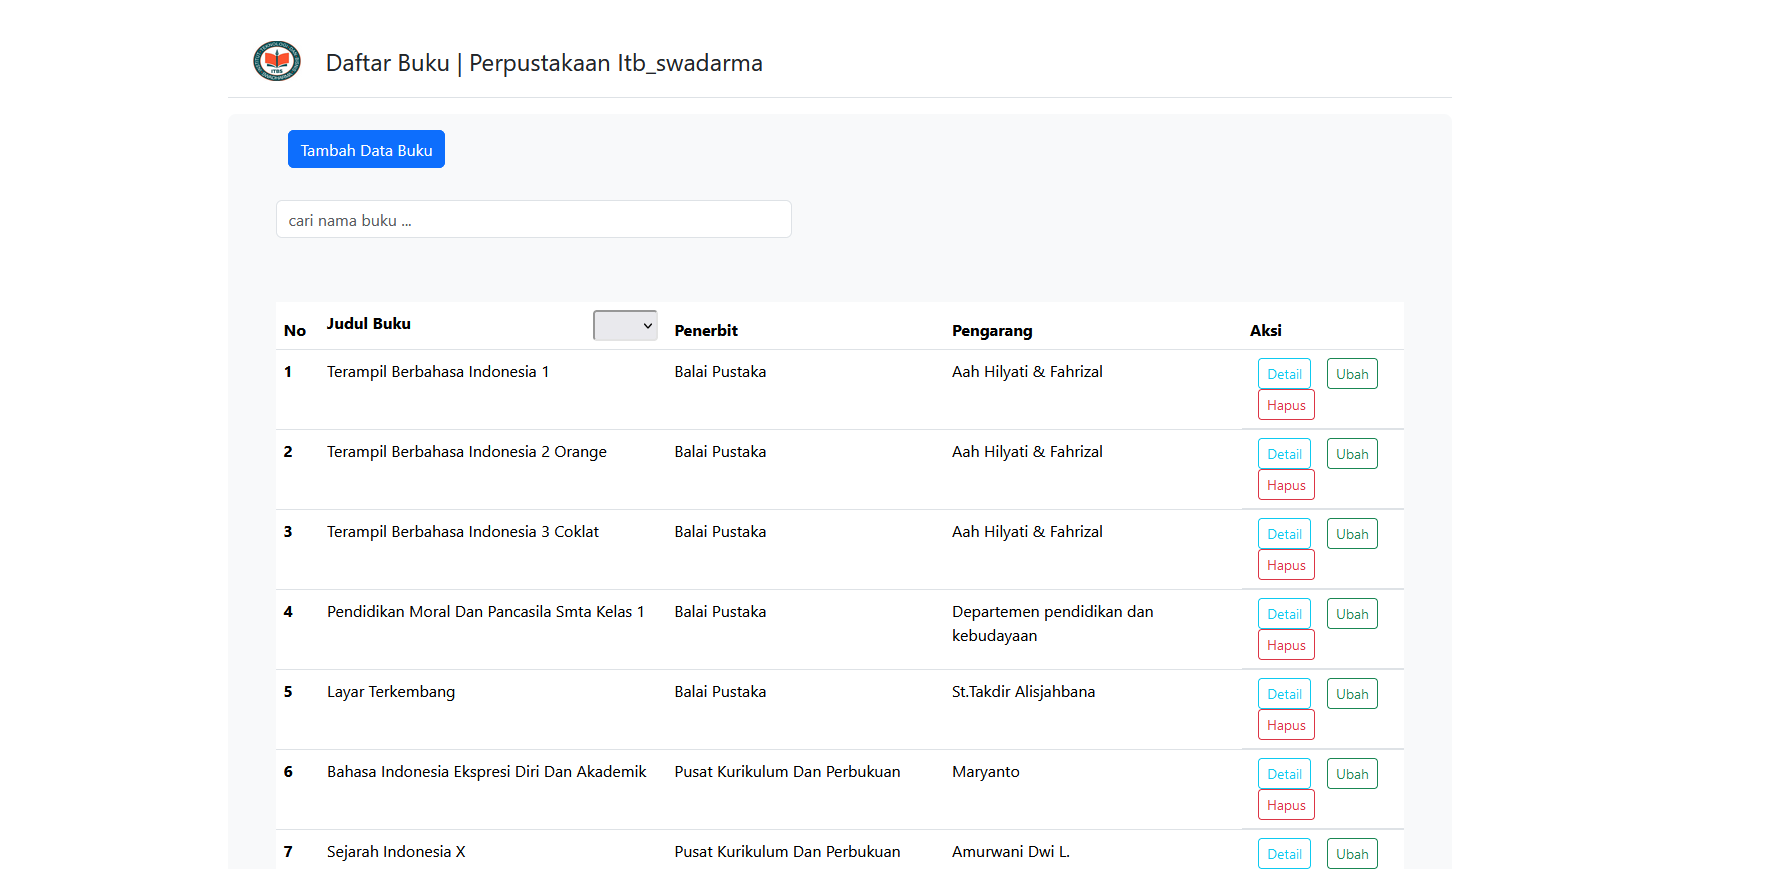 ITBS
Daftar Buku | Perpustakaan Itb_swadarma
Tambah Data Buku
cari nama buku ...
No Judul Buku Penerbit Pengarang Aksi
1 Terampil Berbahasa Indonesia 1 Balai Pustaka Aah Hilyati & Fahrizal Detail Ubah
Hapus
2 Terampil Berbahasa Indonesia 2 Orange Balai Pustaka Aah Hilyati & Fahrizal Detail Ubah
Hapus
3 Terampil Berbahasa Indonesia 3 Coklat Balai Pustaka Aah Hilyati & Fahrizal Detail Ubah
Hapus
4 Pendidikan Moral Dan Pancasila Smta Kelas 1 Balai Pustaka Departemen pendidikan dan Detail Ubah
kebudayaan Hapus
5 Layar Terkembang Balai Pustaka St.Takdir Alisjahbana Detail Ubah
Hapus
6 Bahasa Indonesia Ekspresi Diri Dan Akademik Pusat Kurikulum Dan Perbukuan Maryanto Detail Ubah
Hapus
7 Sejarah Indonesia X Pusat Kurikulum Dan Perbukuan Amurwani Dwi L. Detail Ubah